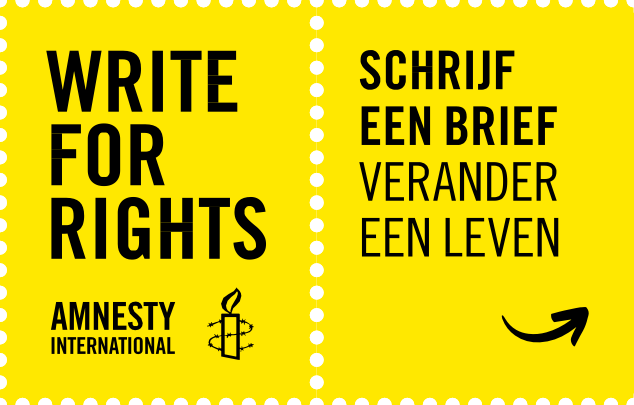 WRITE
FOR
RIGHTS
AMNESTY
INTERNATIONAL
SCHRIJF
EEN BRIEF
VERANDER
EEN LEVEN